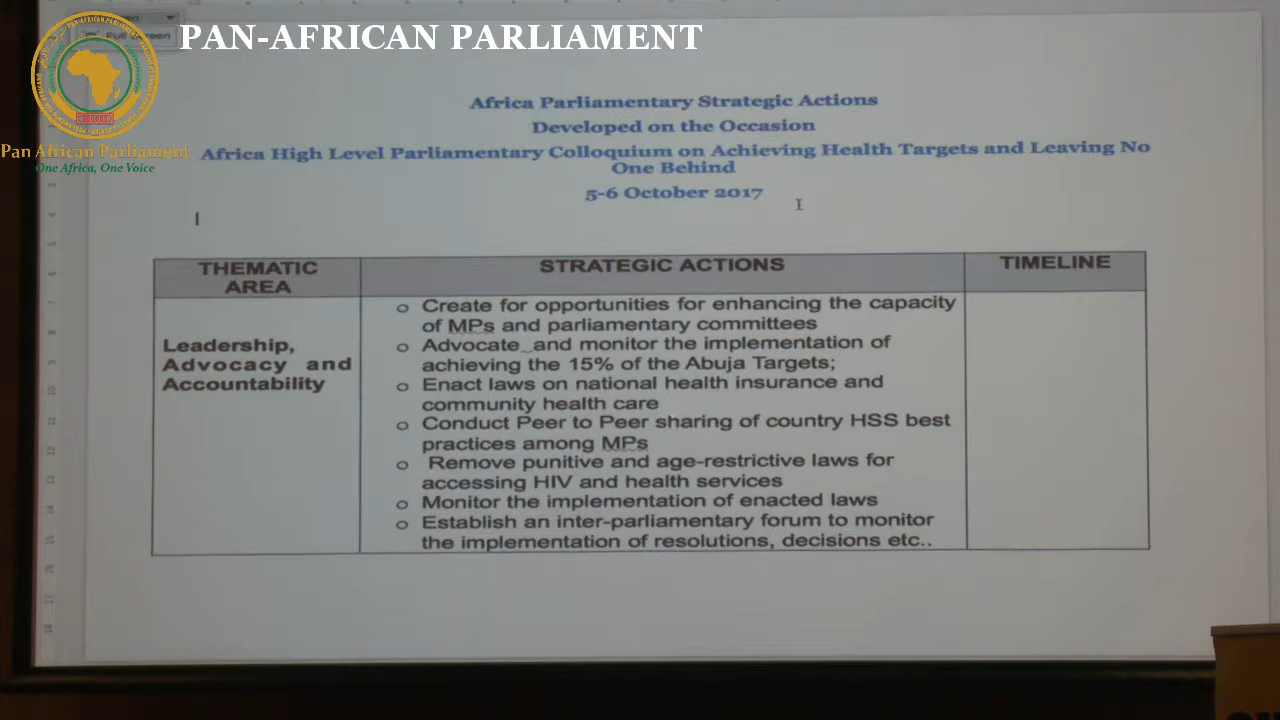 PAN-AFRICAN PARLIAMENT
Full Screen
Pan African Parliament
One Africa, One Voice
Africa Parliamentary Strategic Actions
Developed on the Occasion
Africa High Level Parliamentary Colloquium on Achieving Health Targets and Leaving No
One Behind
5-6 October 2017
THEMATIC
AREA
STRATEGIC ACTIONS
TIMELINE
Leadership,
Advocacy and
Accountability
o Create for opportunities for enhancing the capacity
of MPs and parliamentary committees
o Advocate and monitor the implementation of
achieving the 15% of the Abuja Targets;
o Enact laws on national health insurance and
community health care
o Conduct Peer to Peer sharing of country HSS best
practices among MPs
o Remove punitive and age-restrictive laws for
accessing HIV and health services
o Monitor the implementation of enacted laws
o Establish an inter-parliamentary forum to monitor
the implementation of resolutions, decisions etc..